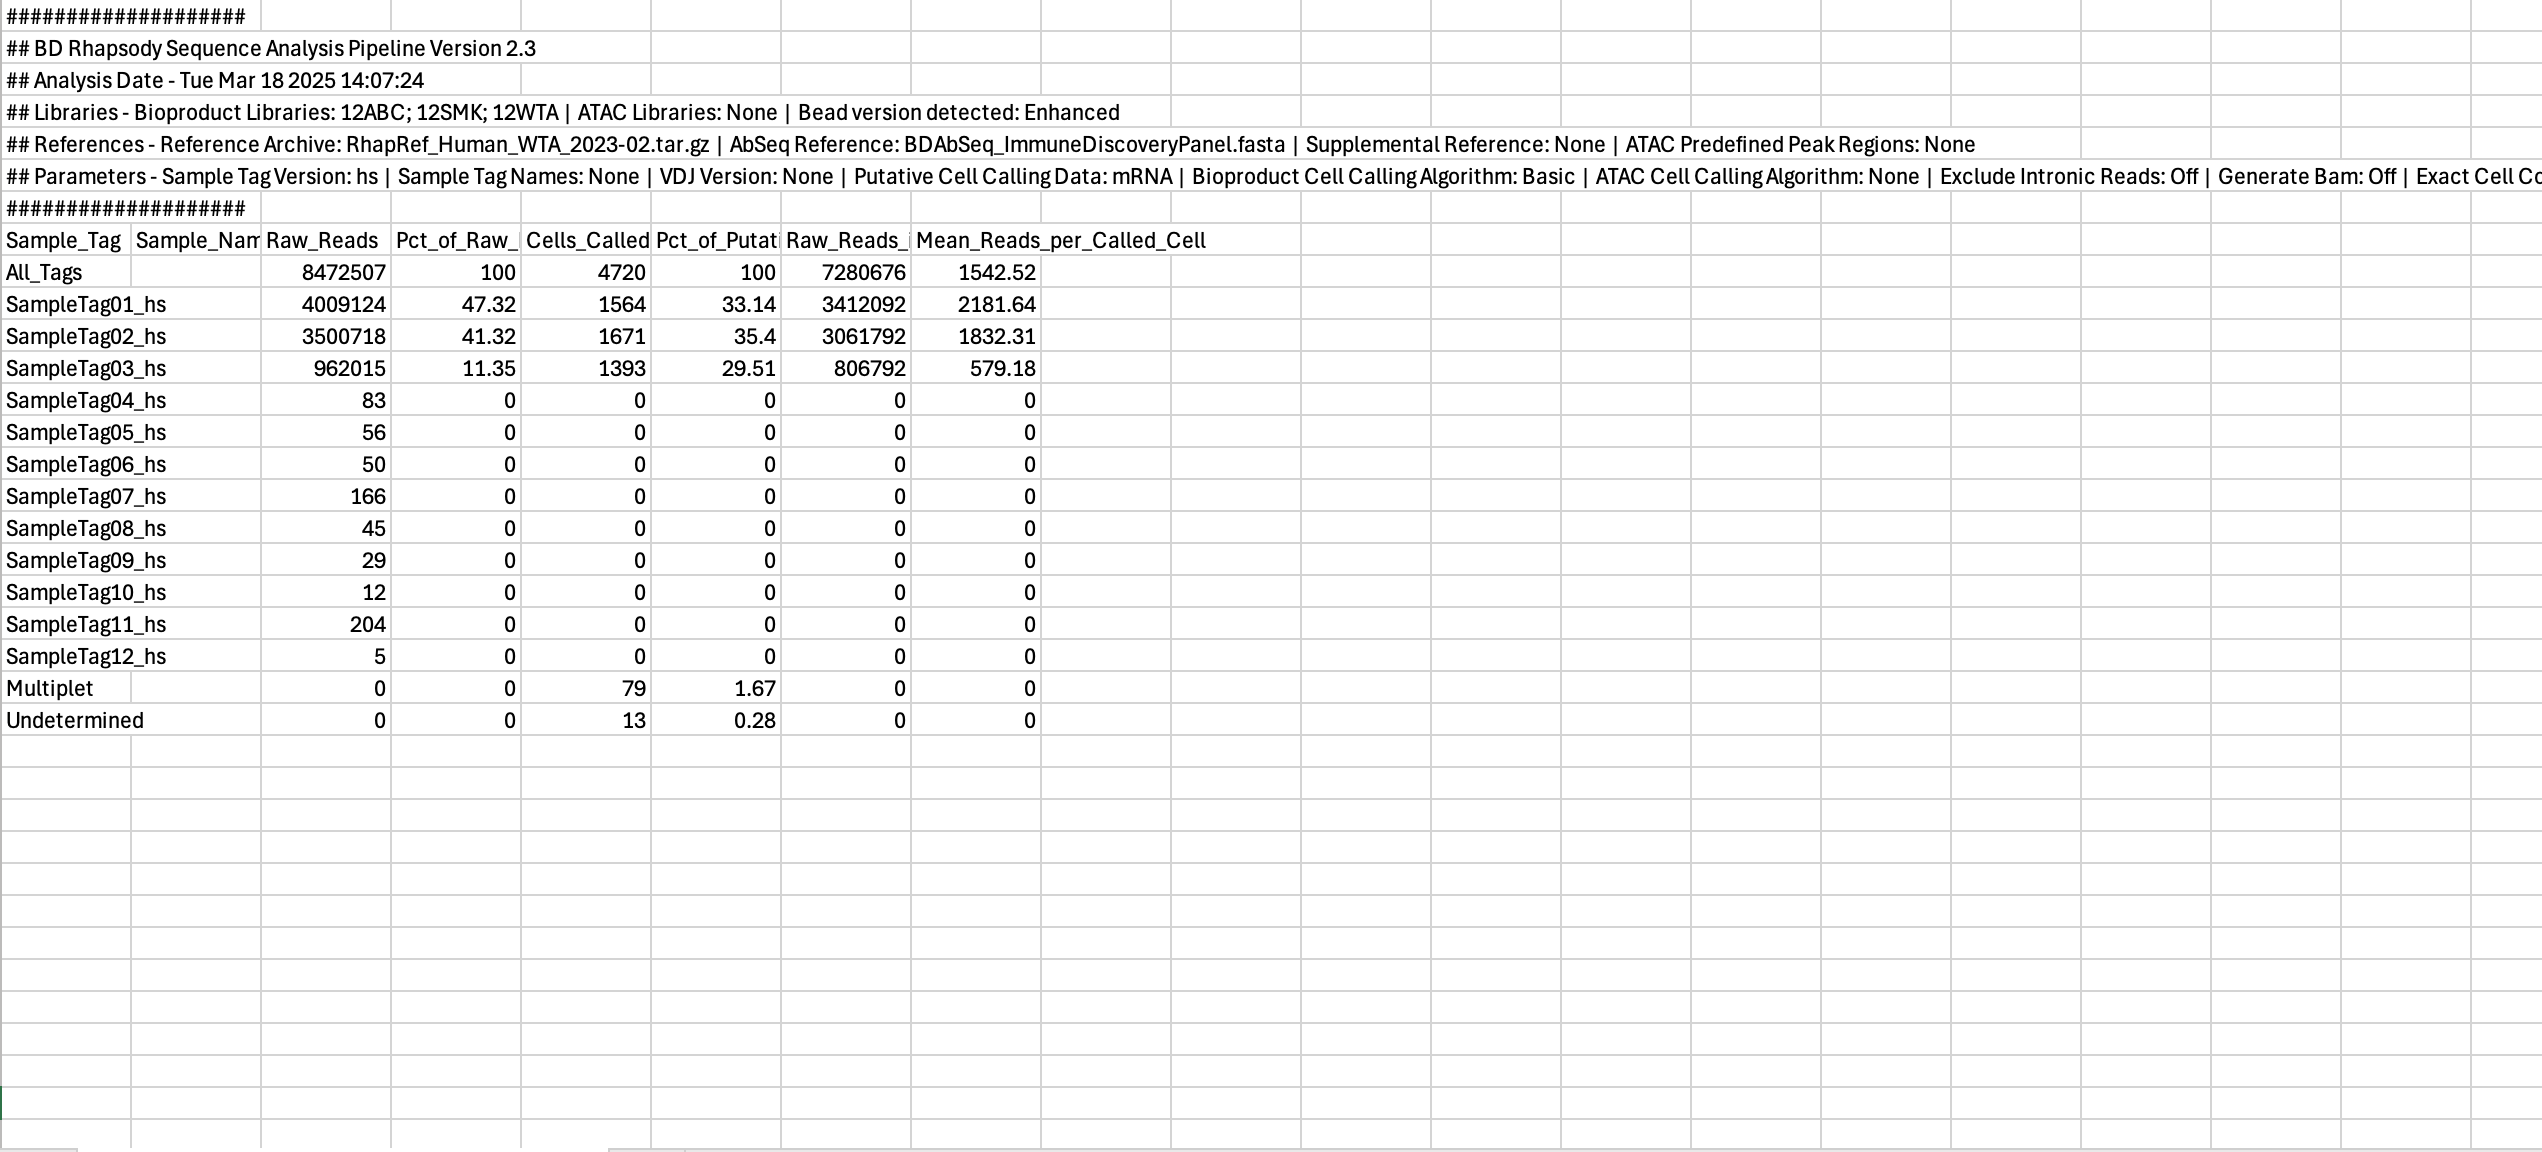 ###################
## BD Rhapsody Sequence Analysis Pipeline Version 2.3
## Analysis Date - Tue Mar 18 2025 14:07:24
## Libraries - Bioproduct Libraries: 12ABC; 12SMK; 12WTA | ATAC Libraries: None | Bead version detected: Enhanced
## References - Reference Archive: RhapRef_Human_WTA_2023-02.tar.gz | AbSeq Reference: BDAbSeq_ImmuneDiscoveryPanel.fasta | Supplemental Reference: None | ATAC Predefined Peak Regions: None
## Parameters - Sample Tag Version: hs | Sample Tag Names: None | VDJ Version: None | Putative Cell Calling Data: mRNA | Bioproduct Cell Calling Algorithm: Basic | ATAC Cell Calling Algorithm: None | Exclude Intronic Reads: Off | Generate Bam: Off | Exact Cell Co
###################
Sample_Tag Sample_Nam Raw_Reads Pct_of_Raw_ Cells_Called Pct_of_Putati Raw_Reads_i Mean_Reads_per_Called_Cell
All_Tags 8472507 100 4720 100 7280676 1542.52
SampleTag01_hs 4009124 47.32 1564 33.14 3412092 2181.64
SampleTag02_hs 3500718 41.32 1671 35.4 3061792 1832.31
SampleTag03_hs 962015 11.35 1393 29.51 806792 579.18
SampleTag04_hs 83 0 0 0 0 0
SampleTag05_hs 56 0 0 0 0 0
SampleTag06_hs 50 0 0 0 0 0
SampleTag07_hs 166 0 0 0 0 0
SampleTag08_hs 45 0 0 0 0 0
SampleTag09_hs 29 0 0 0 0 0
SampleTag10_hs 12 0 0 0 0 0
SampleTag11_hs 204 0 0 0 0 0
SampleTag12_hs 5 0 0 0 0 0
Multiplet 0 0 79 1.67 0 0
Undetermined 0 0 13 0.28 0 0